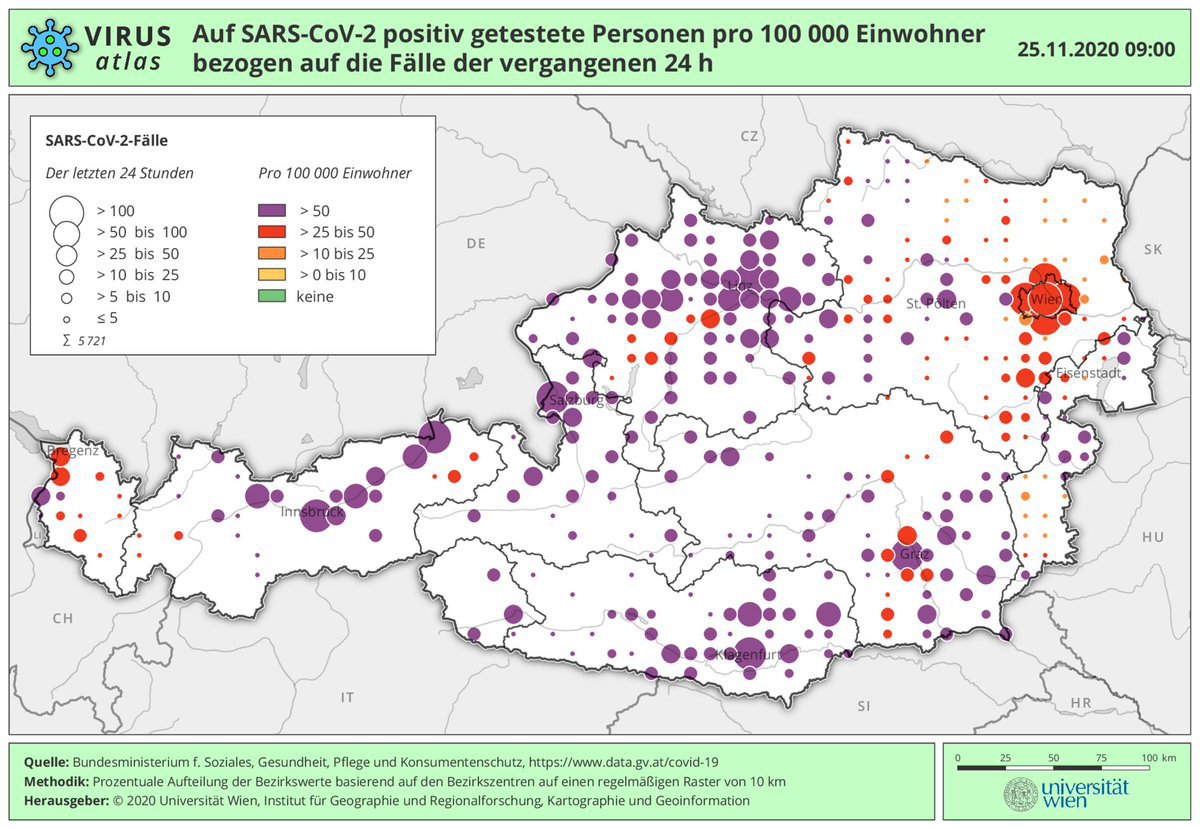 VIRUS
atlas
Auf SARS-CoV-2 positiv getestete Personen pro 100 000 Einwohner
bezogen auf die Fälle der vergangenen 24 h
25.11.2020 09:00
SARS-CoV-2-Fälle
Der letzten 24 Stunden
> 100
> 50 bis 100
> 25 bis 50
> 10 bis 25
> 5 bis 10
≤ 5
Σ 5 721
Pro 100 000 Einwohner
> 50
> 25 bis 50
> 10 bis 25
> 0 bis 10
keine
CZ
DE
SK
Linz
St. Pölten
Wien
Eisenstadt
Salzburg
Bregenz
Innsbruck
LI
Graz
HU
CH
Klagenfurt
IT
SI
HR
Quelle: Bundesministerium f. Soziales, Gesundheit, Pflege und Konsumentenschutz, https://www.data.gv.at/covid-19
Methodik: Prozentuale Aufteilung der Bezirkswerte basierend auf den Bezirkszentren auf einen regelmäßigen Raster von 10 km
Herausgeber: © 2020 Universität Wien, Institut für Geographie und Regionalforschung, Kartographie und Geoinformation
0 25 50 75 100 km
universität
wien